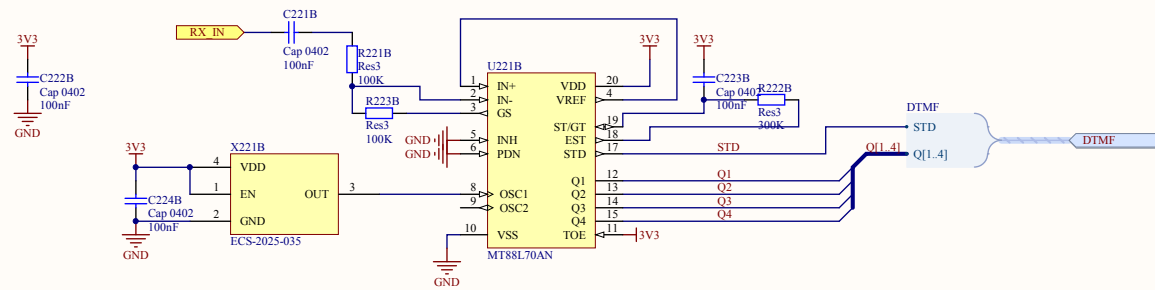 RX_IN
C221B
Cap 0402
100nF
3V3
C222B
Cap 0402
100nF
GND
R221B
Res3
100K
R223B
Res3
100K
U221B
1 IN+
2 IN-
3 GS
GND 5 INH
GND 6 PDN
8 OSC1
9 OSC2
10 VSS
GND
VDD 20
VREF 4
ST/GT 19
EST 18
STD 17
Q1 12
Q2 13
Q3 14
Q4 15
TOE 11 3V3
MT88L70AN
3V3
3V3
C223B
Cap 0402
100nF
R222B
Res3
300K
STD
Q1
Q2
Q3
Q4
Q[1..4]
DTMF
STD
Q[1..4]
DTMF
3V3
C224B
Cap 0402
100nF
GND
X221B
4 VDD
1 EN
2 GND
OUT 3
ECS-2025-035